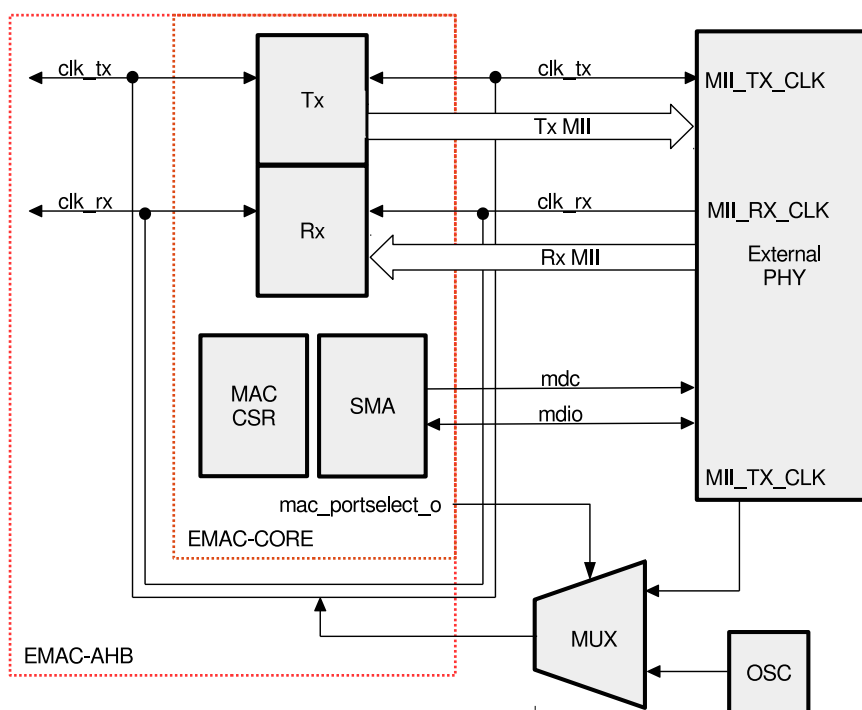 clk_tx
Tx
clk_tx
MII_TX_CLK
Tx MII
clk_rx
Rx
clk_rx
MII_RX_CLK
Rx MII
External
PHY
MAC
CSR
SMA
mdc
mdio
MII_TX_CLK
mac_portselect_o
EMAC-CORE
MUX
EMAC-AHB
OSC